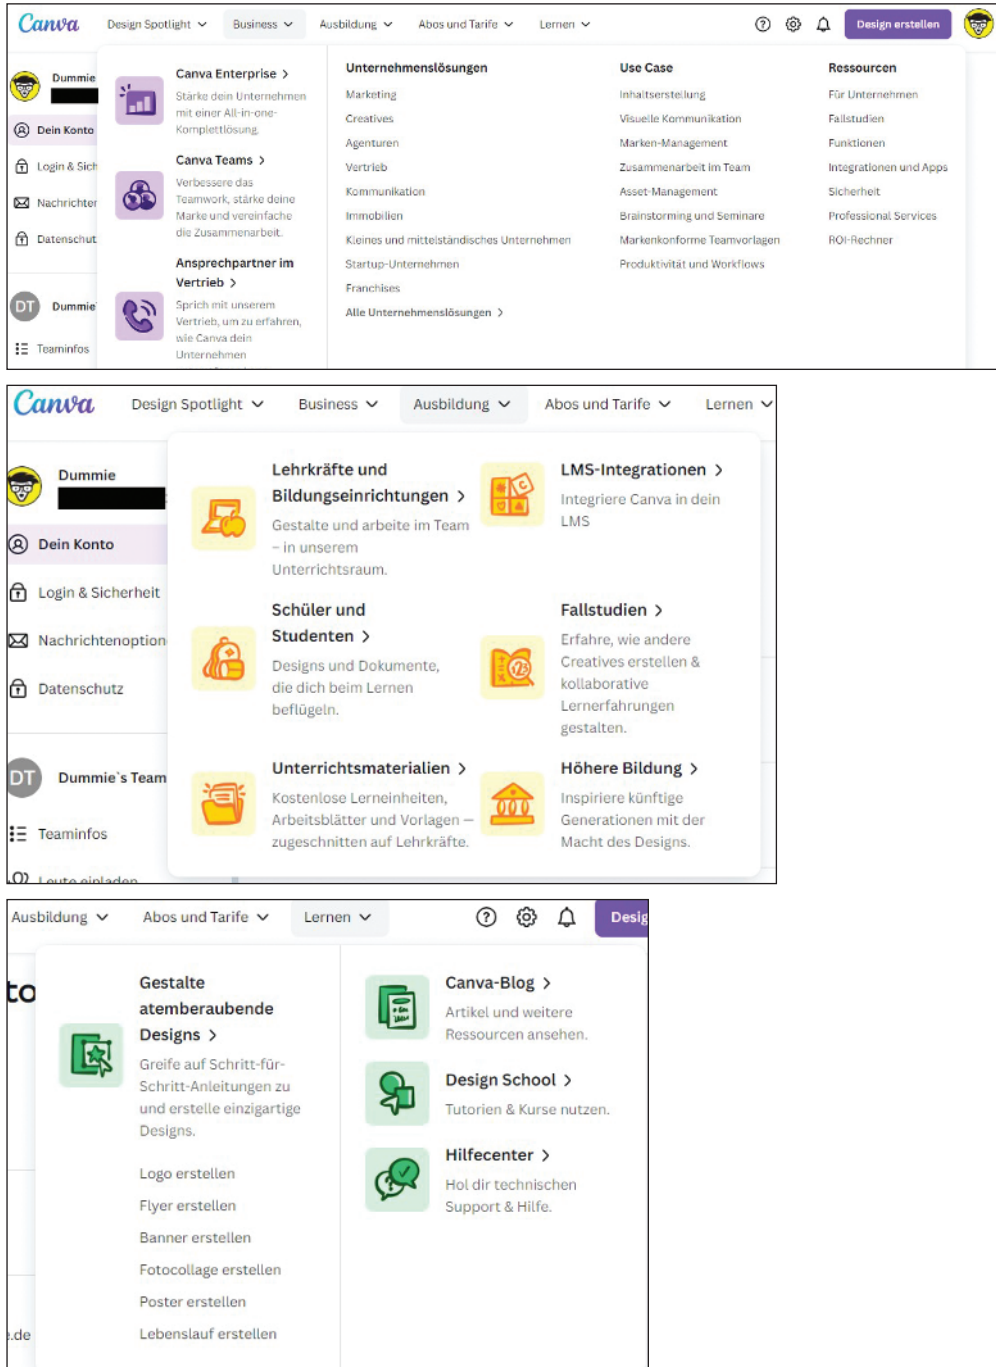 Canva
Design Spotlight
Business
Ausbildung
Abos und Tarife
Lernen
Design erstellen
Dummie
Dein Konto
Login & Sich
Nachrichter
Datenschut
DT
Dummie`
Teaminfos
Canva Enterprise >
Stärke dein Unternehmen
mit einer All-in-one-
Komplettlösung.
Canva Teams >
Verbessere das
Teamwork, stärke deine
Marke und vereinfache
die Zusammenarbeit.
Ansprechpartner im
Vertrieb >
Sprich mit unserem
Vertrieb, um zu erfahren,
wie Canva dein
Unternehmen
Unternehmenslösungen
Marketing
Creatives
Agenturen
Vertrieb
Kommunikation
Immobilien
Kleines und mittelständisches Unternehmen
Startup-Unternehmen
Franchises
Alle Unternehmenslösungen >
Use Case
Inhaltserstellung
Visuelle Kommunikation
Marken-Management
Zusammenarbeit im Team
Asset-Management
Brainstorming und Seminare
Markenkonforme Teamvorlagen
Produktivität und Workflows
Ressourcen
Für Unternehmen
Fallstudien
Funktionen
Integrationen und Apps
Sicherheit
Professional Services
ROI-Rechner
Canva
Design Spotlight
Business
Ausbildung
Abos und Tarife
Lernen
Dummie
Dein Konto
Login & Sicherheit
Nachrichtenoption
Datenschutz
DT
Dummie`s Team
Teaminfos
Leute einladen
Lehrkräfte und
Bildungseinrichtungen >
Gestalte und arbeite im Team
– in unserem
Unterrichtsraum.
Schüler und
Studenten >
Designs und Dokumente,
die dich beim Lernen
beflügeln.
Unterrichtsmaterialien >
Kostenlose Lerneinheiten,
Arbeitsblätter und Vorlagen –
zugeschnitten auf Lehrkräfte.
LMS-Integrationen >
Integriere Canva in dein
LMS
Fallstudien >
Erfahre, wie andere
Creatives erstellen &
kollaborative
Lernerfahrungen
gestalten.
Höhere Bildung >
Inspiriere künftige
Generationen mit der
Macht des Designs.
Ausbildung
Abos und Tarife
Lernen
Desig
to
e.de
Gestalte
atemberaubende
Designs >
Greife auf Schritt-für-
Schritt-Anleitungen zu
und erstelle einzigartige
Designs.
Logo erstellen
Flyer erstellen
Banner erstellen
Fotocollage erstellen
Poster erstellen
Lebenslauf erstellen
Canva-Blog >
Artikel und weitere
Ressourcen ansehen.
Design School >
Tutorien & Kurse nutzen.
Hilfecenter >
Hol dir technischen
Support & Hilfe.